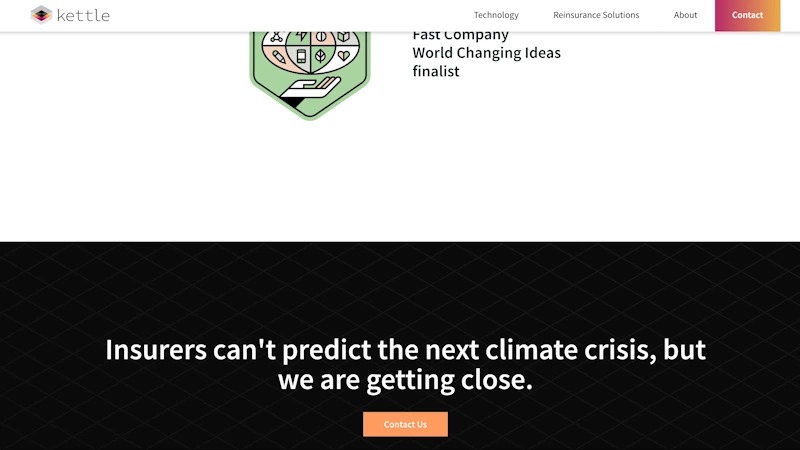 kettle
Technology
Reinsurance Solutions
About
Contact
Fast Company
World Changing Ideas
finalist
Insurers can't predict the next climate crisis, but
we are getting close.
Contact Us